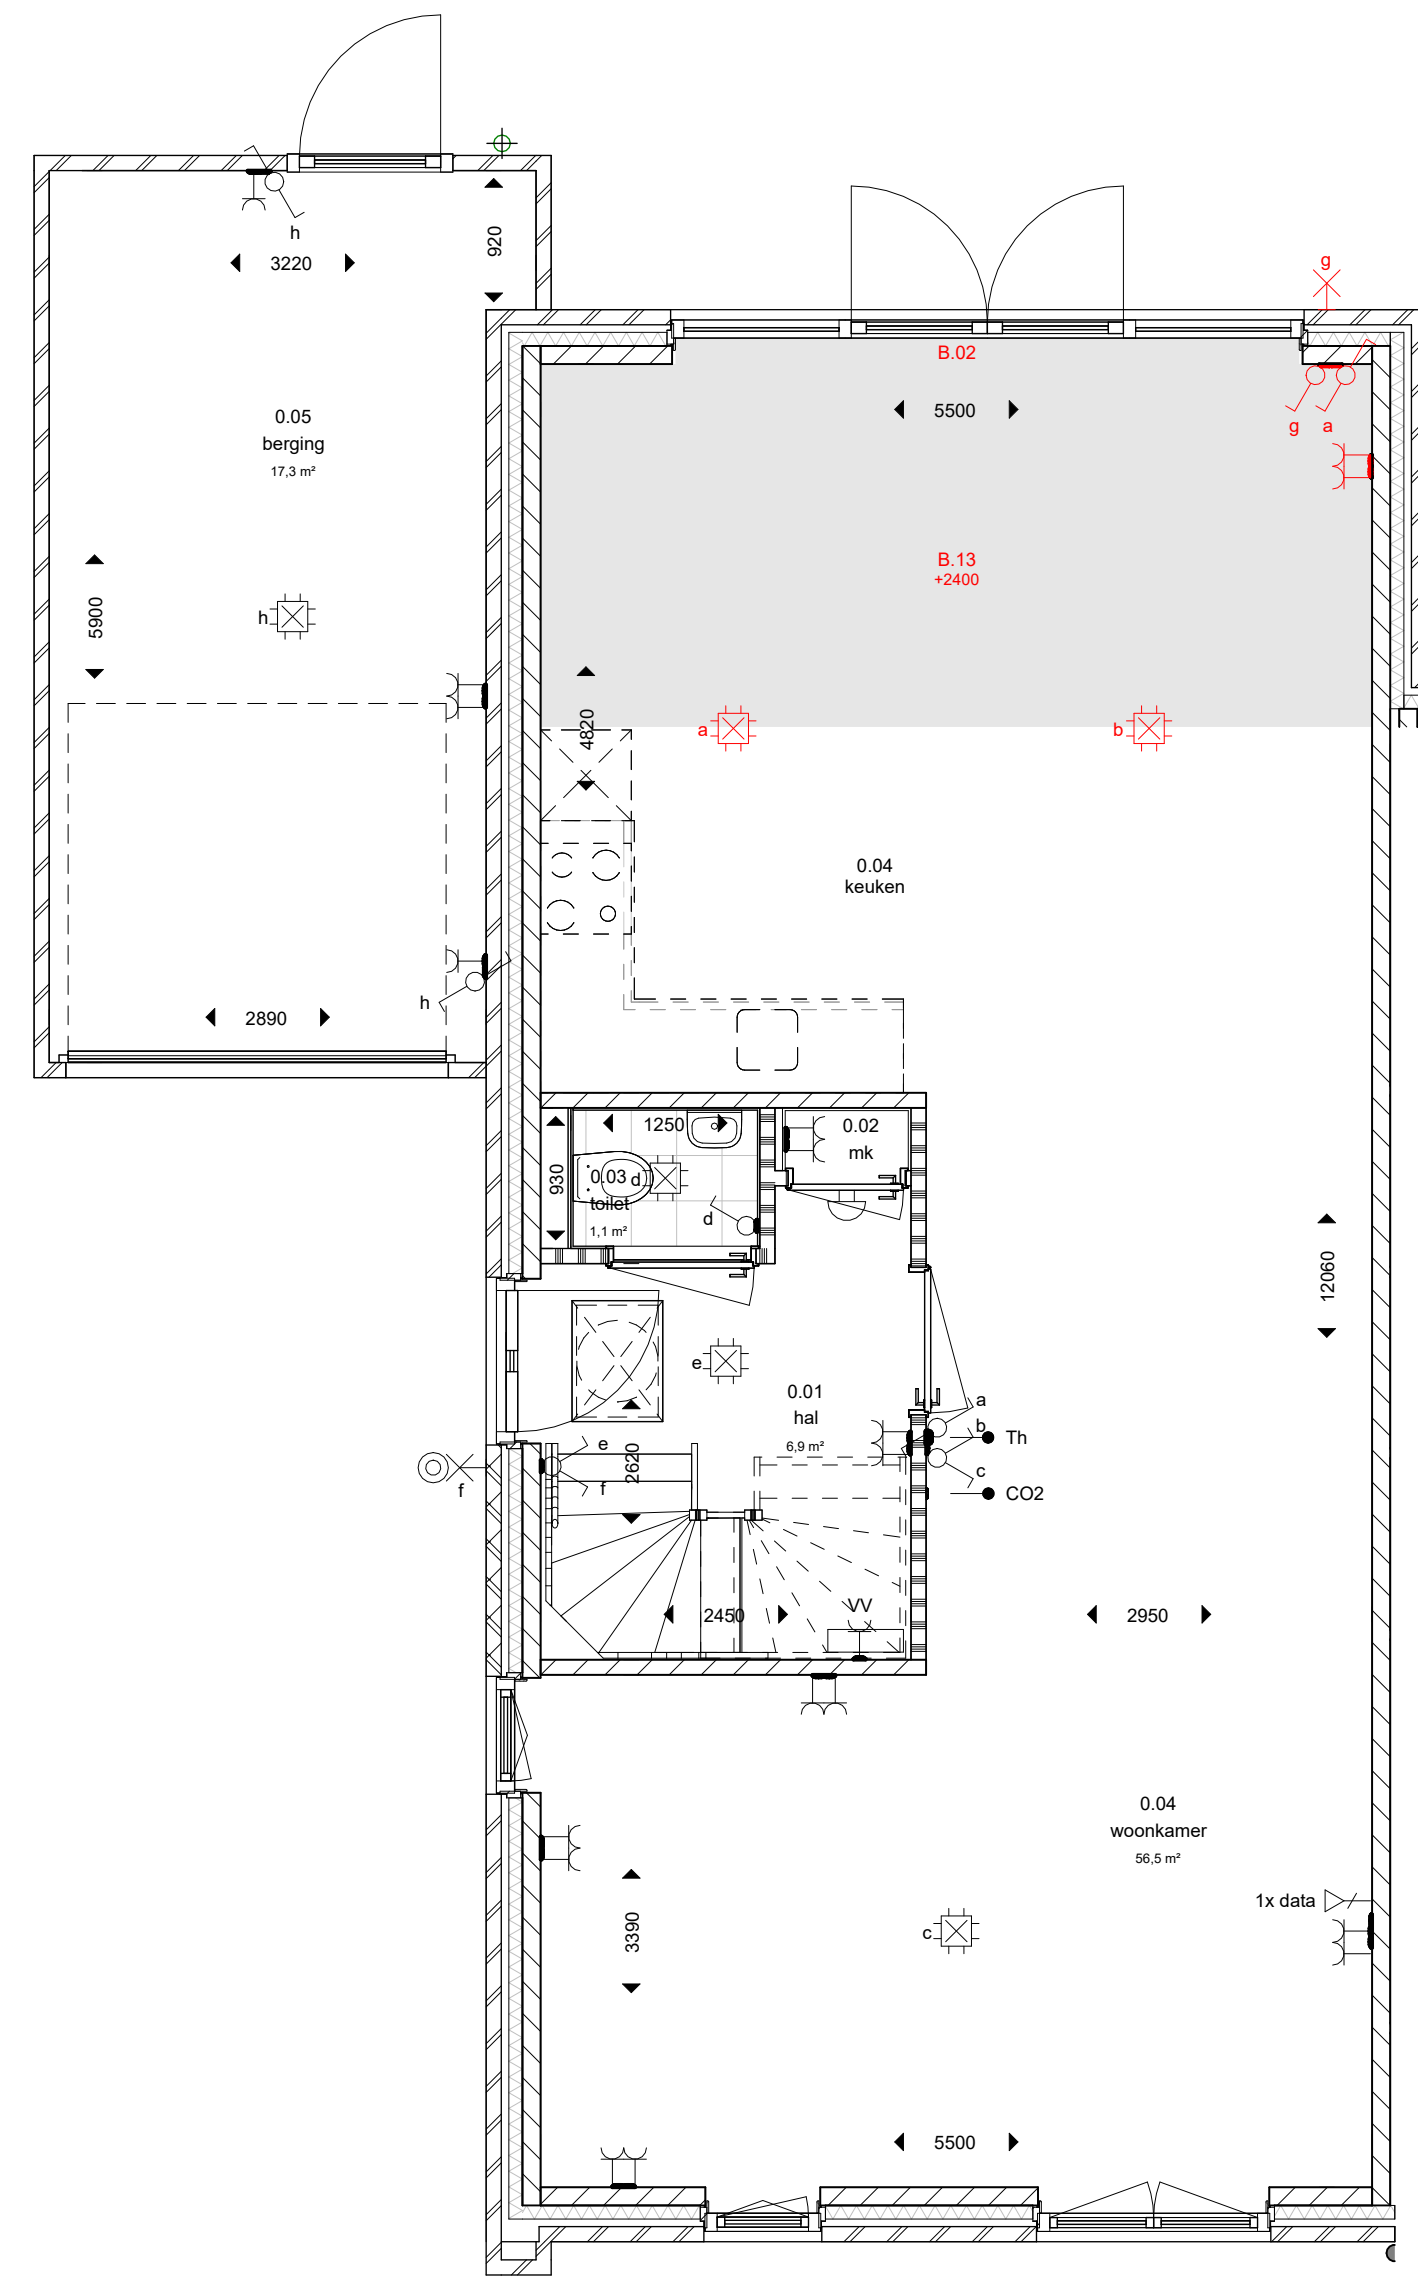 h
3220
920
g
B.02
5500
g a
0.05
berging
17,3 m²
B.13
+2400
5900
h
4820
a
b
0.04
keuken
h
2890
1250
0.02
mk
930
0.03
toilet
1,1 m²
d
d
12060
e
0.01
hal
6,9 m²
a
b
Th
c
CO2
e
f
f
2620
2450
VV
2950
0.04
woonkamer
56,5 m²
1x data
3390
c
5500